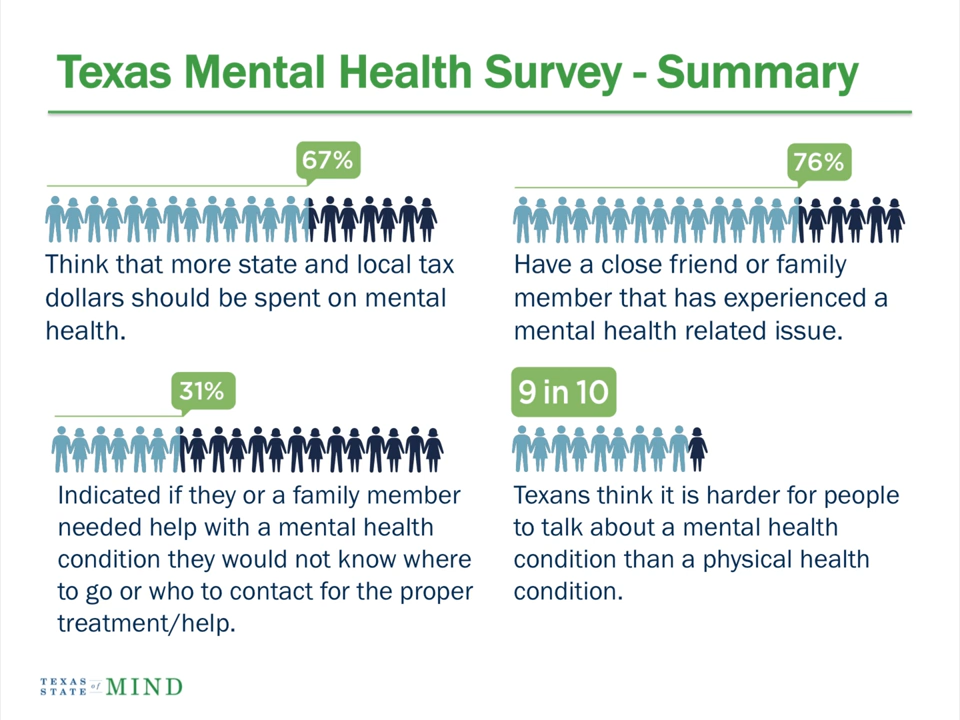 Texas Mental Health Survey - Summary
67%
Think that more state and local tax
dollars should be spent on mental
health.
76%
Have a close friend or family
member that has experienced a
mental health related issue.
31%
Indicated if they or a family member
needed help with a mental health
condition they would not know where
to go or who to contact for the proper
treatment/help.
9 in 10
Texans think it is harder for people
to talk about a mental health
condition than a physical health
condition.
TEXAS
STATE of MIND